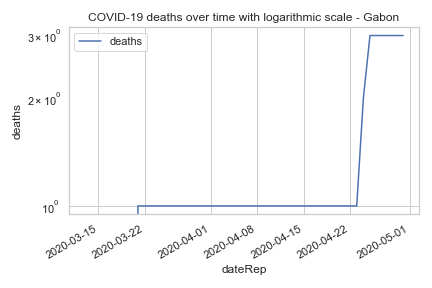 COVID-19 deaths over time with logarithmic scale - Gabon
deaths
3 × 10⁰
2 × 10⁰
10⁰
deaths
2020-03-15
2020-03-22
2020-04-01
2020-04-08
2020-04-15
2020-04-22
2020-05-01
dateRep